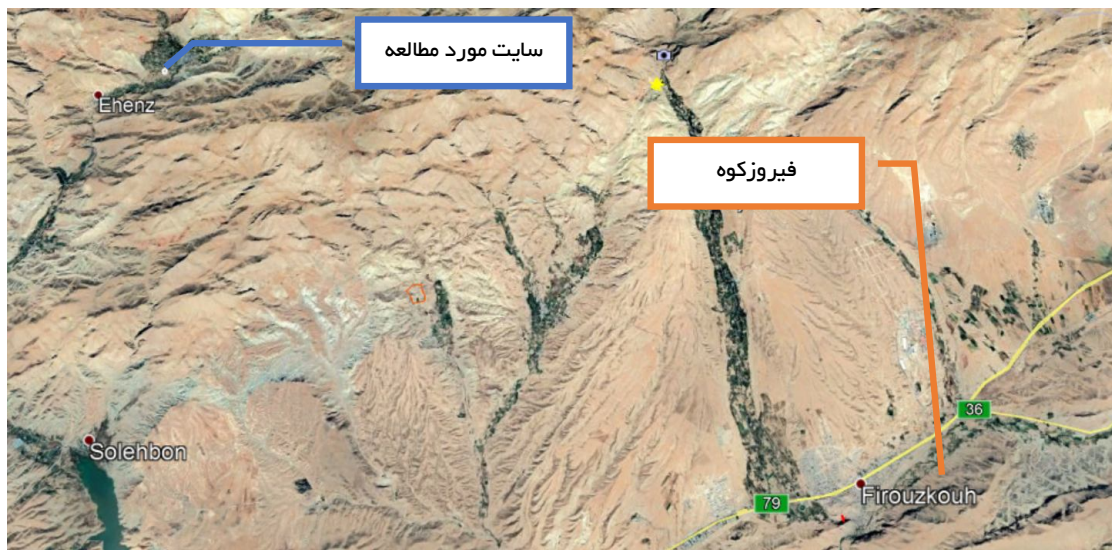 سایت مورد مطالعه
Ehenz
فیروزکوه
36
Solehbon
Firouzkouh
79